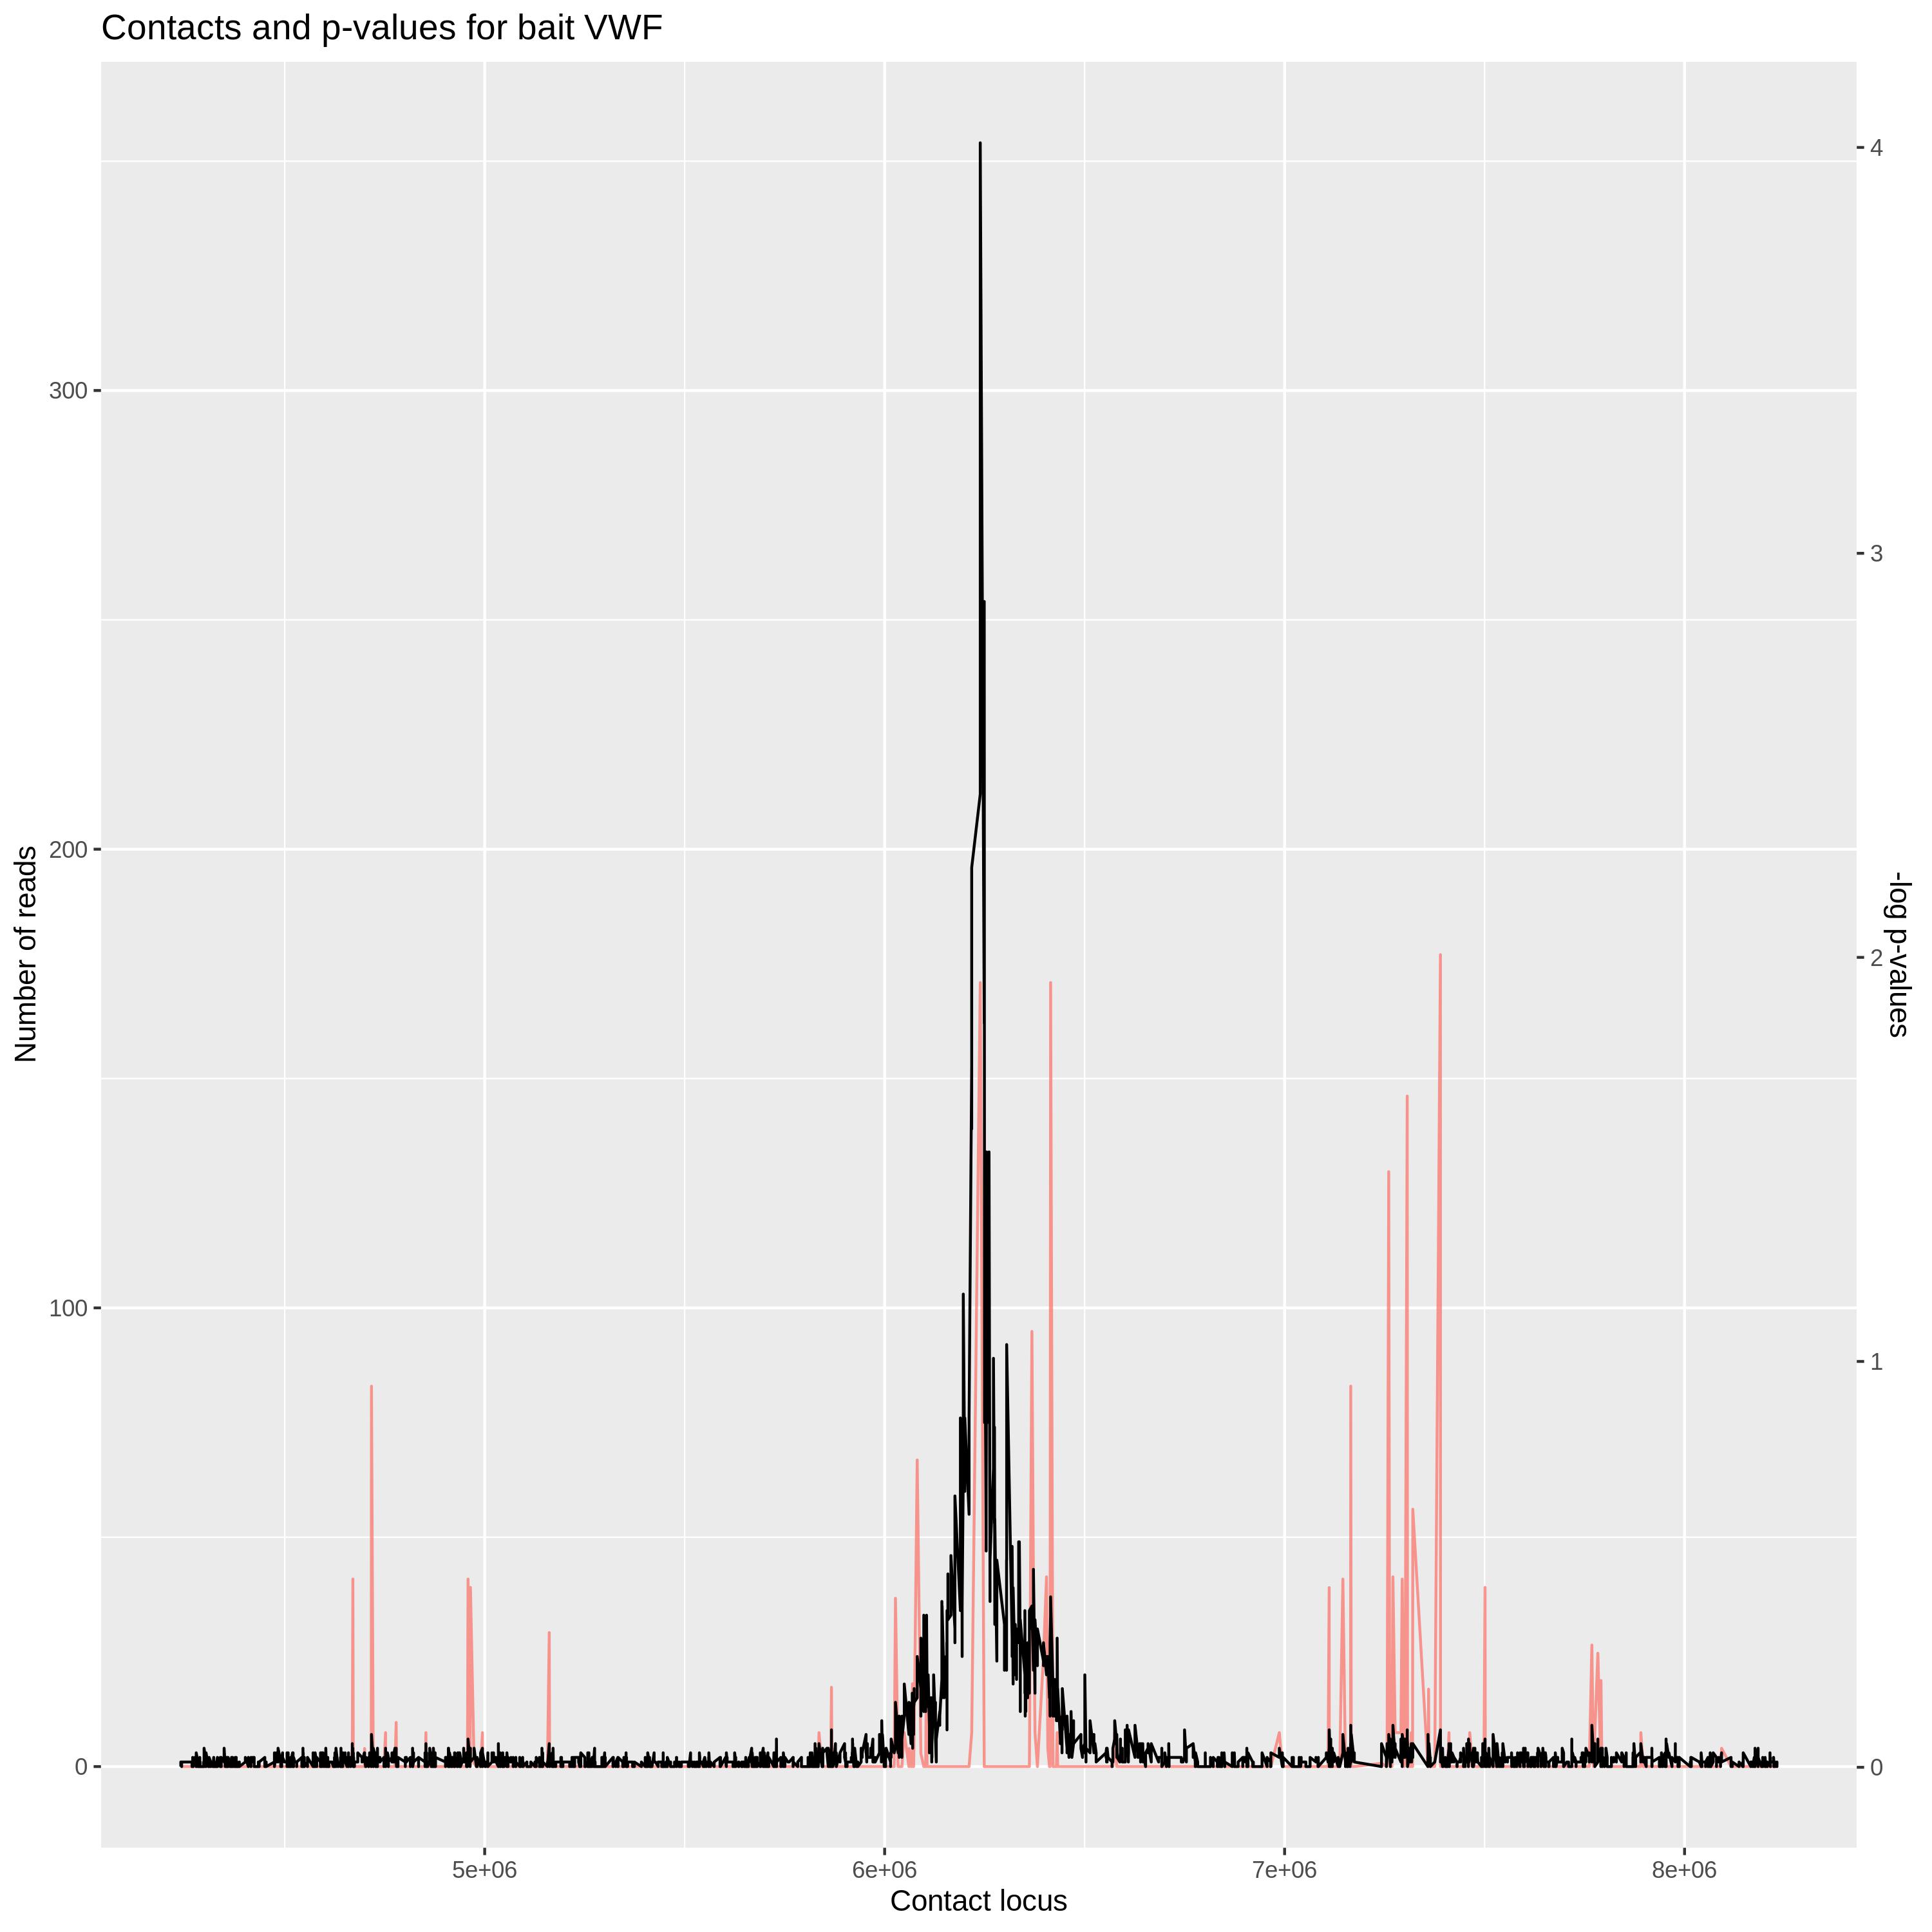 Contacts and p-values for bait VWF
Number of reads
300
200
100
0
4
3
2
1
0
-log p-values
5e+06
6e+06
7e+06
8e+06
Contact locus